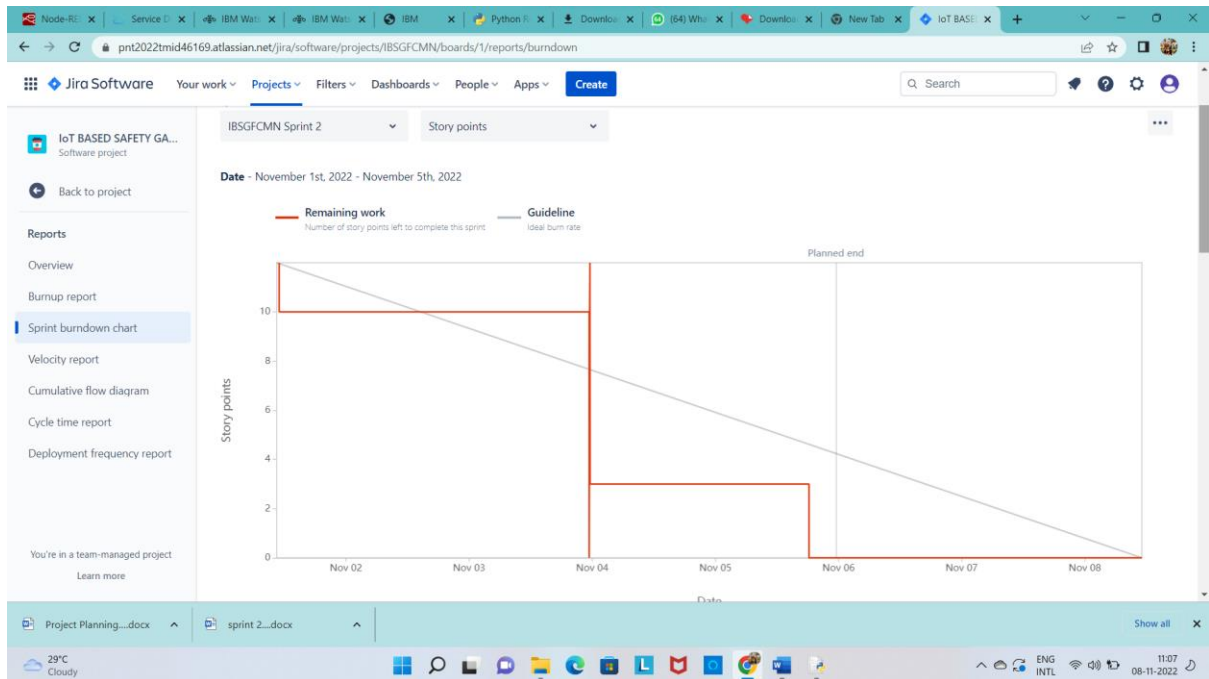 Node-RE
Service D
IBM Wat
IBM Wat
IBM
Python R
Downloa
(64) Wha
Downloa
New Tab
IoT BASE
pnt2022tmid46169.atlassian.net/jira/software/projects/IBSGFCMN/boards/1/reports/burndown
Jira Software Your work Projects Filters Dashboards People Apps Create Search
IoT BASED SAFETY GA...
Software project
Back to project
Reports
Overview
Burnup report
Sprint burndown chart
Velocity report
Cumulative flow diagram
Cycle time report
Deployment frequency report
You're in a team-managed project
Learn more
IBSGFCMN Sprint 2 Story points
Date - November 1st, 2022 - November 5th, 2022
Remaining work
Number of story points left to complete this sprint
Guideline
Ideal burn rate
Planned end
Story points
10
8
6
4
2
0
Nov 02 Nov 03 Nov 04 Nov 05 Nov 06 Nov 07 Nov 08
Date
Project Planning....docx sprint 2....docx Show all
29°C
Cloudy
ENG
INTL
11:07
08-11-2022